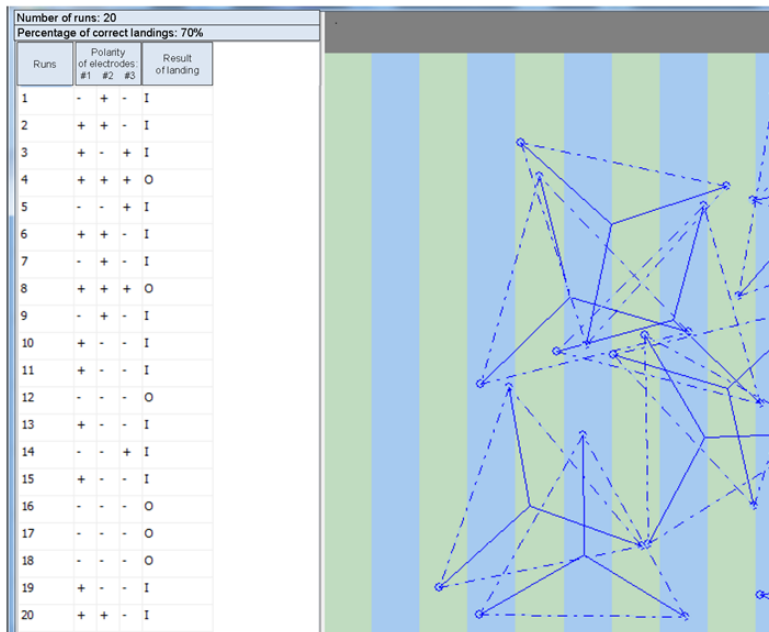 Number of runs: 20
Percentage of correct landings: 70%
Runs
Polarity
of electrodes:
#1 #2 #3
Result
of landing
1 - + - I
2 + + - I
3 + - + I
4 + + + O
5 - - + I
6 + + - I
7 - + - I
8 + + + O
9 - + - I
10 + - - I
11 + - - I
12 - - - O
13 + - - I
14 - - + I
15 + - - I
16 - - - O
17 - - - O
18 - - - O
19 + - - I
20 + + - I